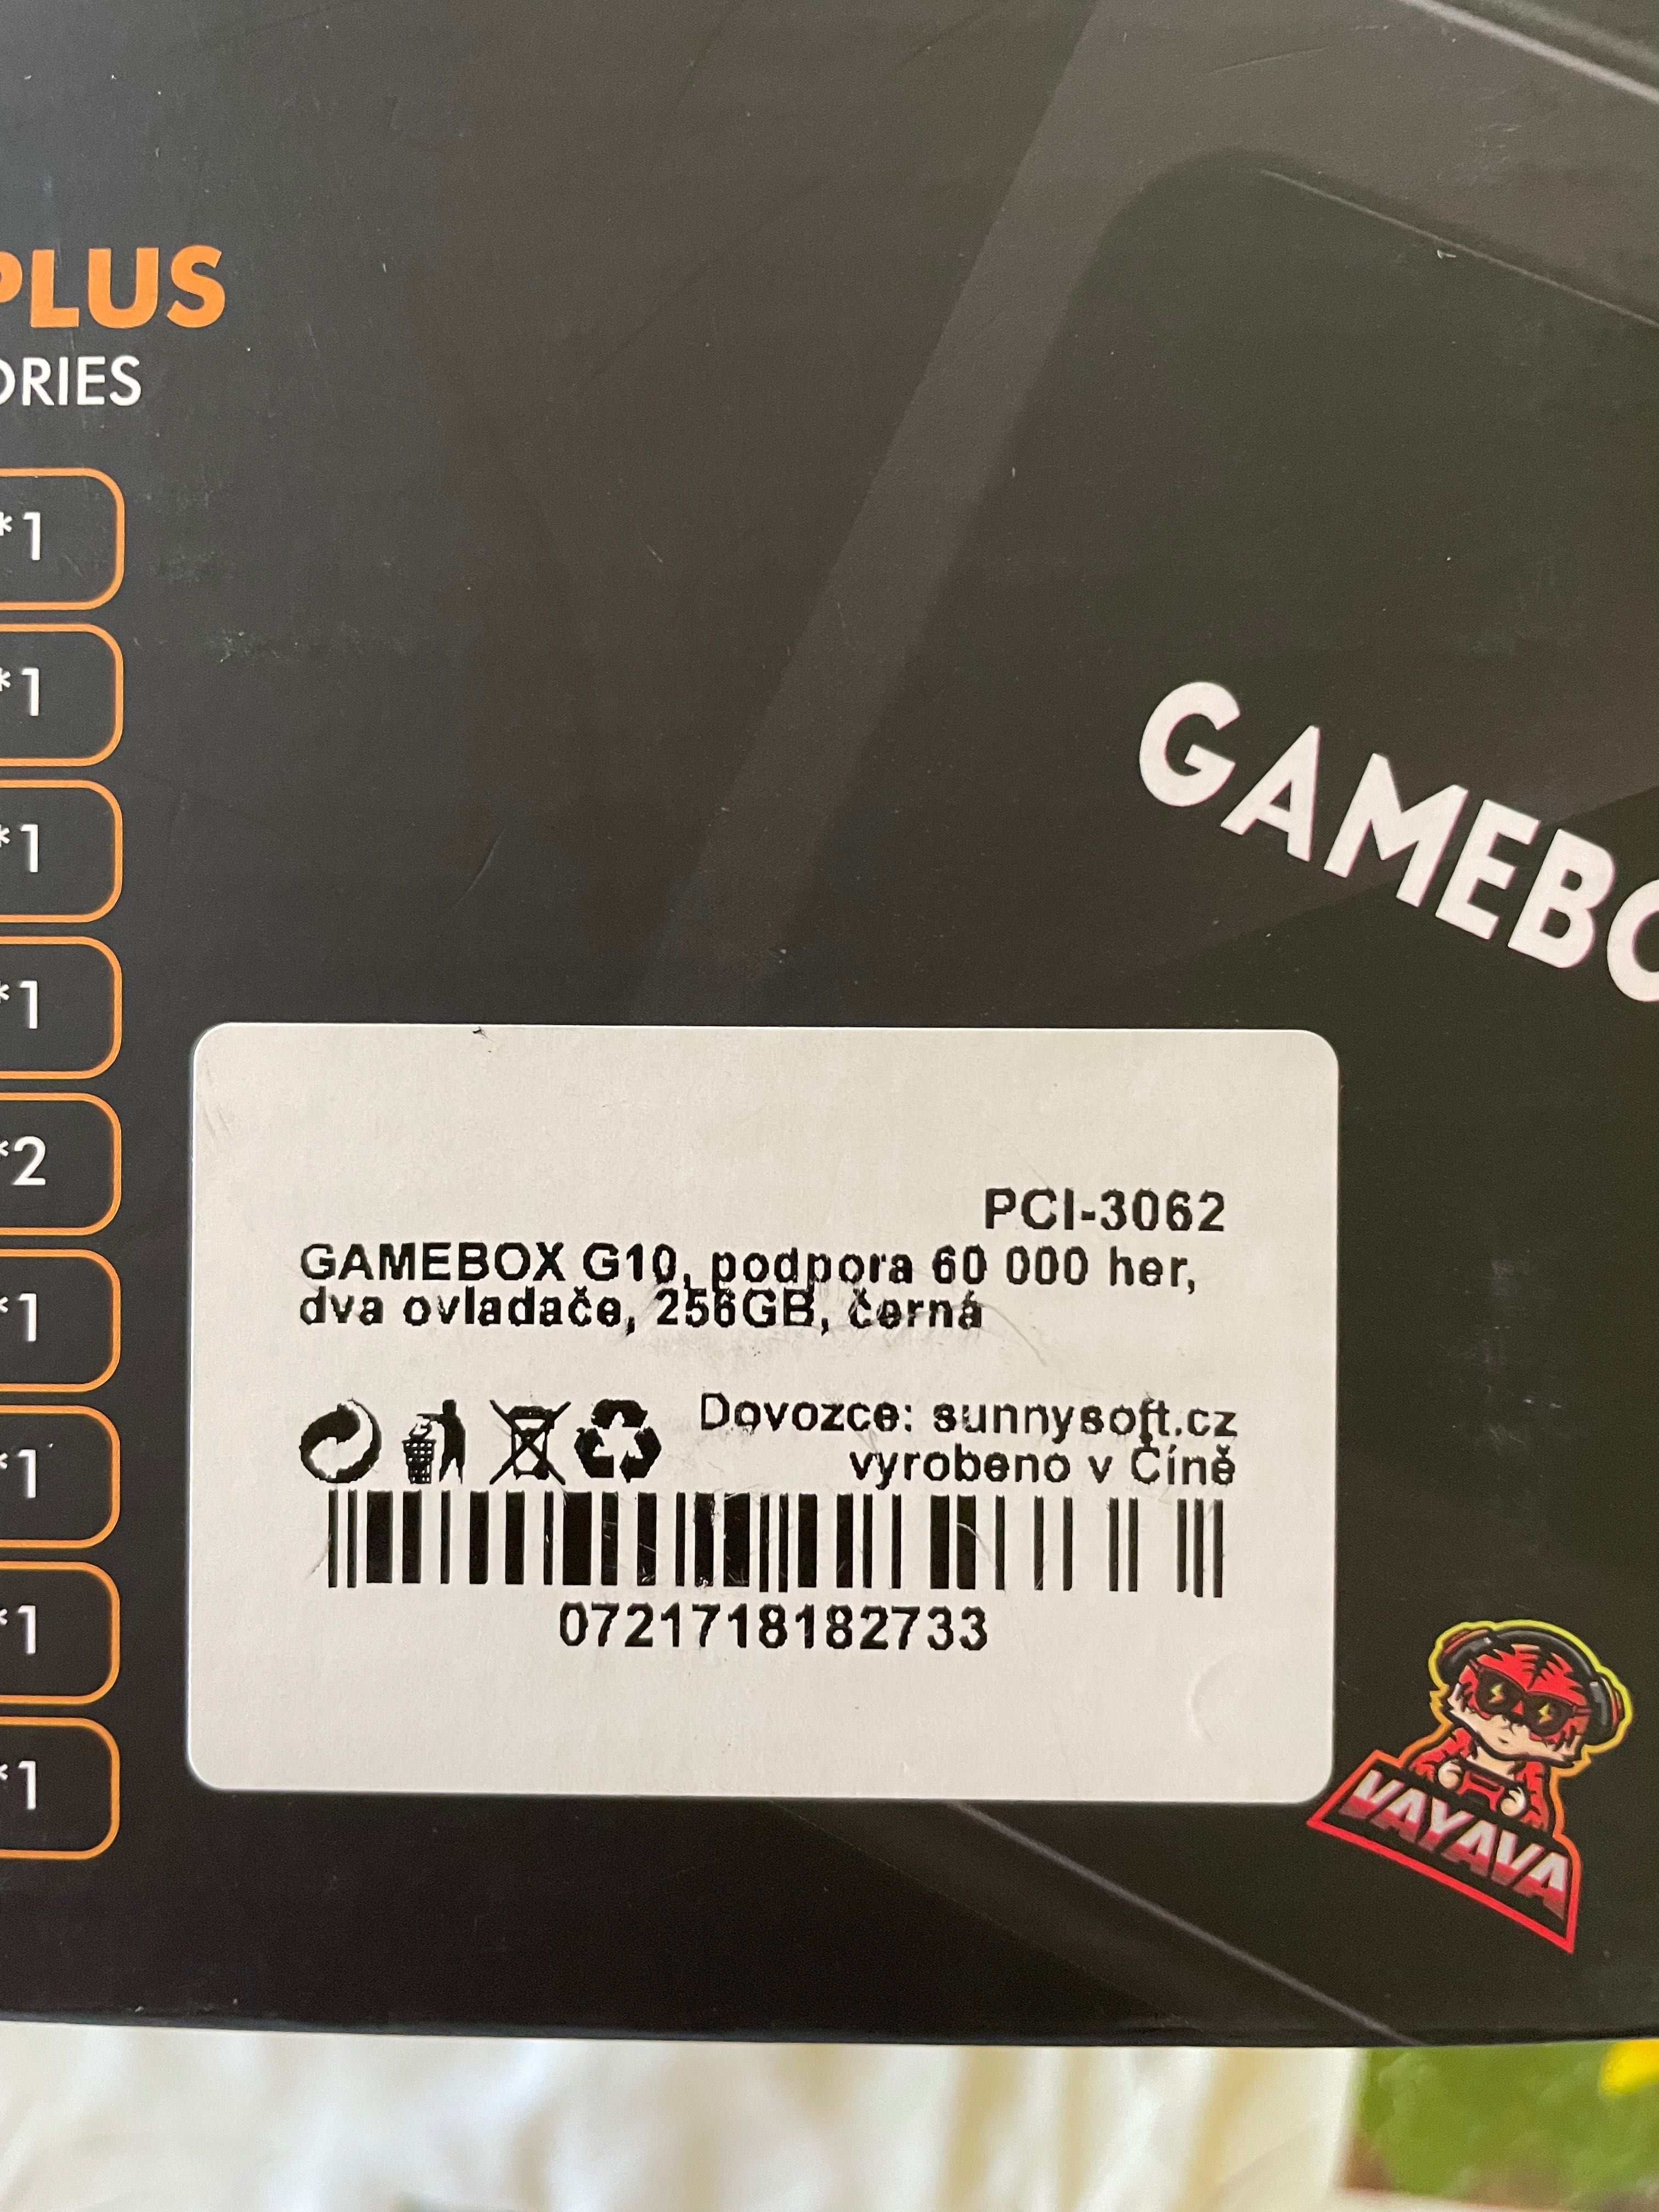 PLUS
ORIES
*1
*1
*1
*1
*2
*1
*1
*1
*1
GAMEBO
PCI-3062
GAMEBOX G10, podpora 60 000 her,
dva ovladače, 256GB, černá
Dovozce: sunnysoft.cz
vyrobeno v Číně
0721718182733
VAYAVA